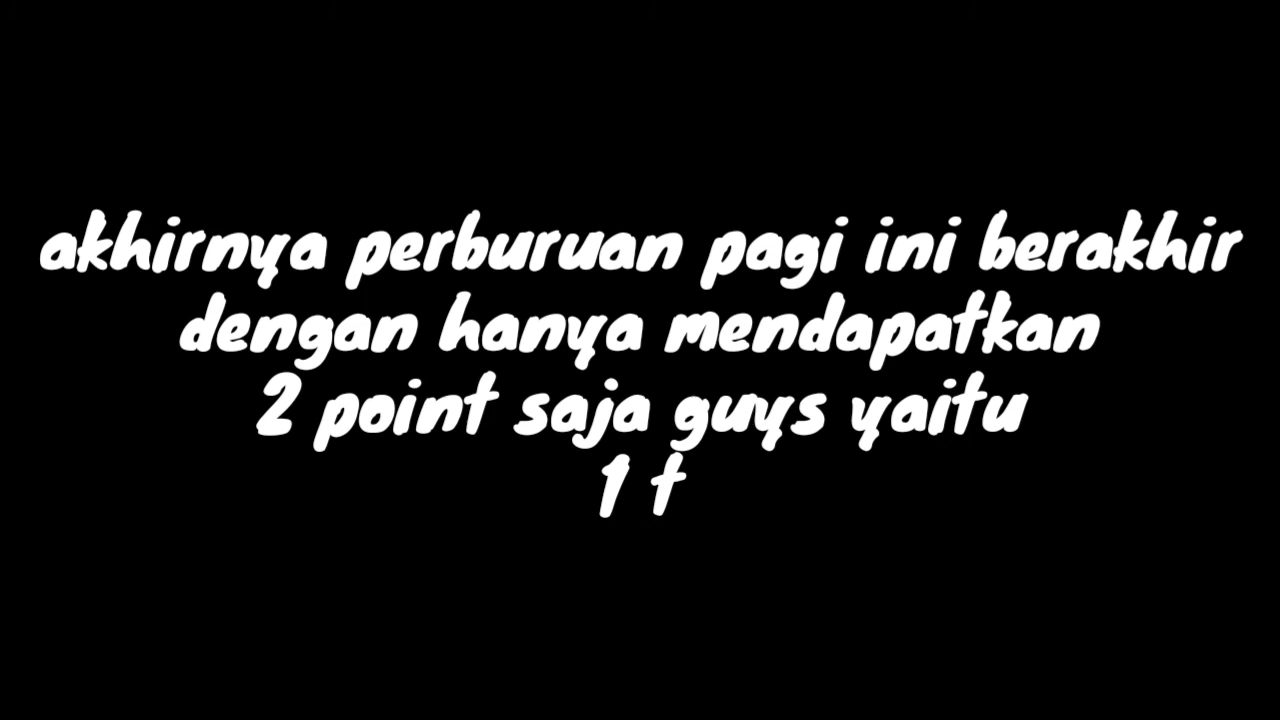 akhirnya perburuan pagi ini berakhir
dengan hanya mendapatkan
2 point saja guys yaitu
1 t